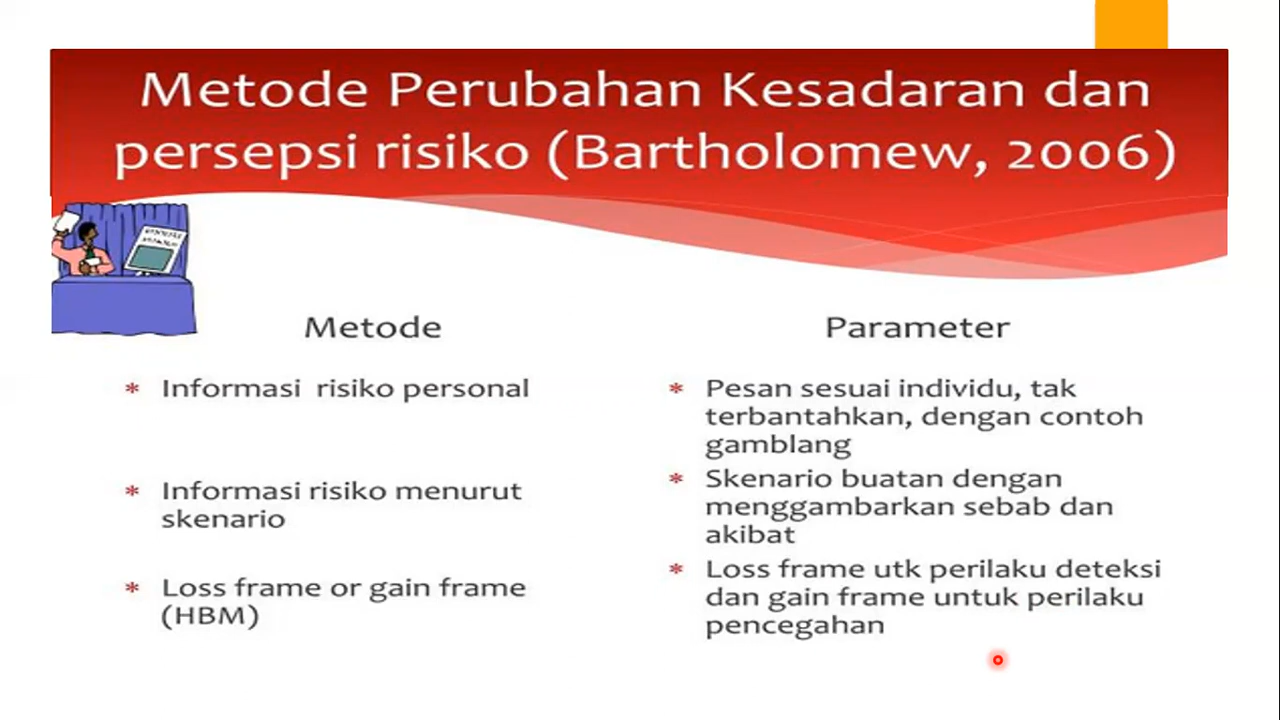 Metode Perubahan Kesadaran dan
persepsi risiko (Bartholomew, 2006)
Metode
* Informasi risiko personal
* Informasi risiko menurut
skenario
* Loss frame or gain frame
(HBM)
Parameter
* Pesan sesuai individu, tak
terbantahkan, dengan contoh
gamblang
* Skenario buatan dengan
menggambarkan sebab dan
akibat
* Loss frame utk perilaku deteksi
dan gain frame untuk perilaku
pencegahan